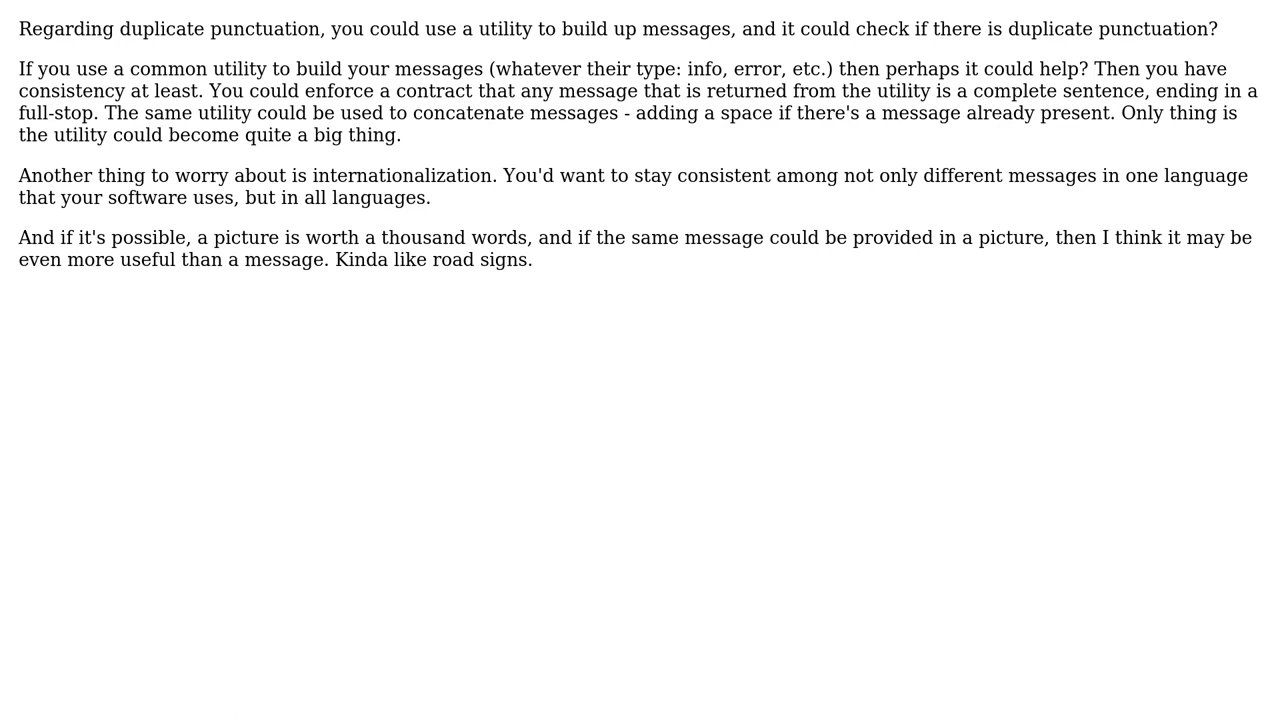 Regarding duplicate punctuation, you could use a utility to build up messages, and it could check if there is duplicate punctuation?
If you use a common utility to build your messages (whatever their type: info, error, etc.) then perhaps it could help? Then you have
consistency at least. You could enforce a contract that any message that is returned from the utility is a complete sentence, ending in a
full-stop. The same utility could be used to concatenate messages - adding a space if there's a message already present. Only thing is
the utility could become quite a big thing.
Another thing to worry about is internationalization. You'd want to stay consistent among not only different messages in one language
that your software uses, but in all languages.
And if it's possible, a picture is worth a thousand words, and if the same message could be provided in a picture, then I think it may be
even more useful than a message. Kinda like road signs.